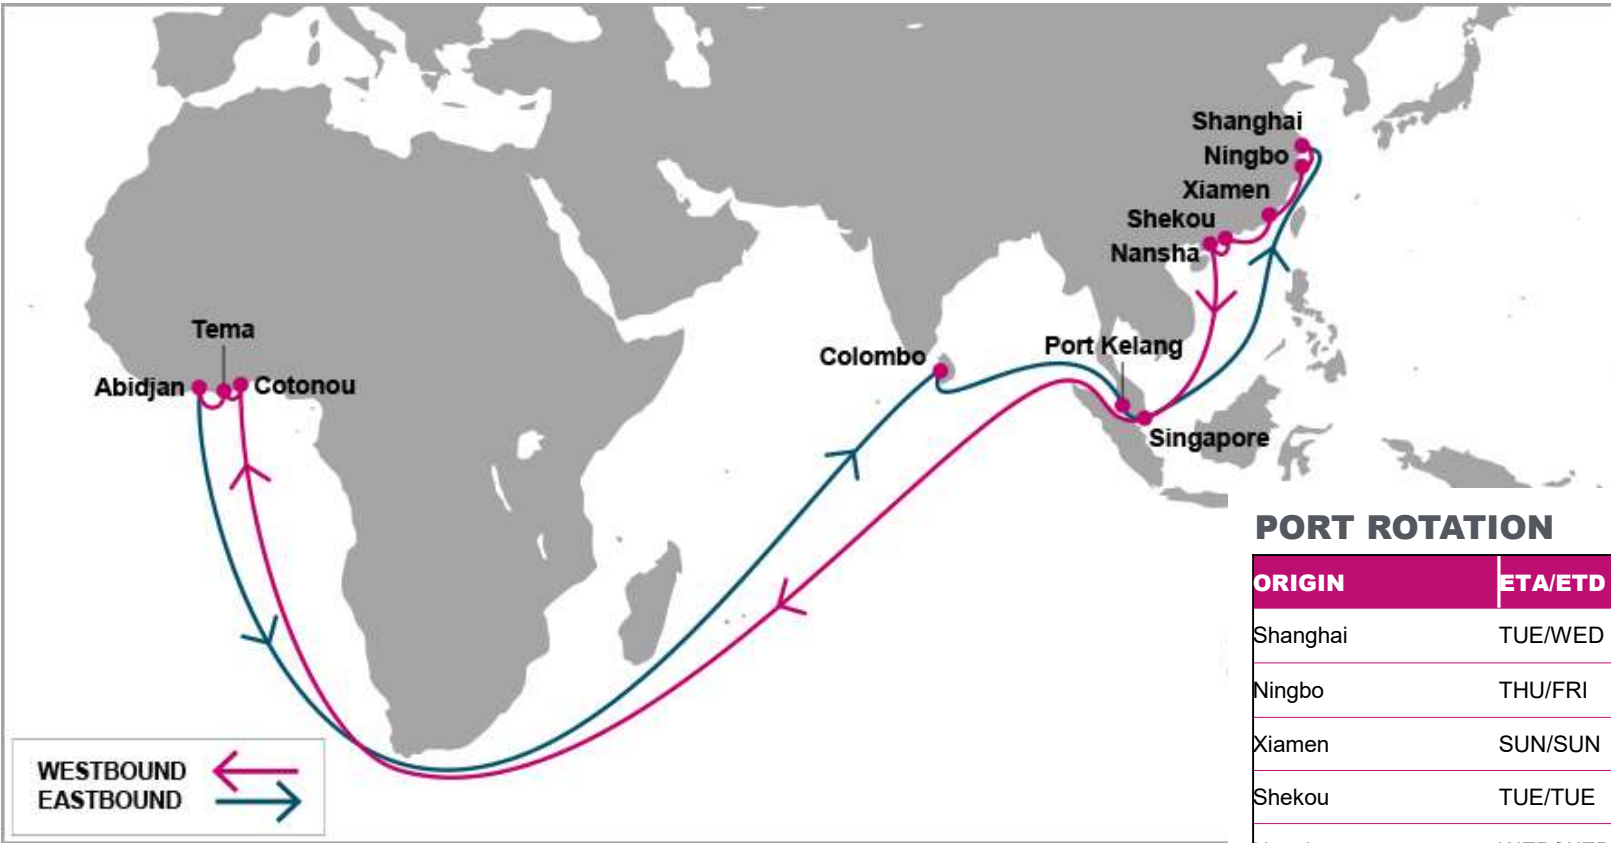 Shanghai
Ningbo
Xiamen
Shekou
Nansha
Tema
Abidjan
Cotonou
Colombo
Port Kelang
Singapore
WESTBOUND
EASTBOUND
PORT ROTATION
ORIGIN ETA/ETD
Shanghai TUE/WED
Ningbo THU/FRI
Xiamen SUN/SUN
Shekou TUE/TUE